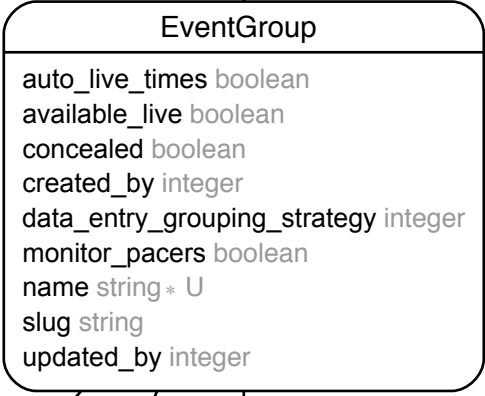 EventGroup
auto_live_times boolean
available_live boolean
concealed boolean
created_by integer
data_entry_grouping_strategy integer
monitor_pacers boolean
name string * U
slug string
updated_by integer